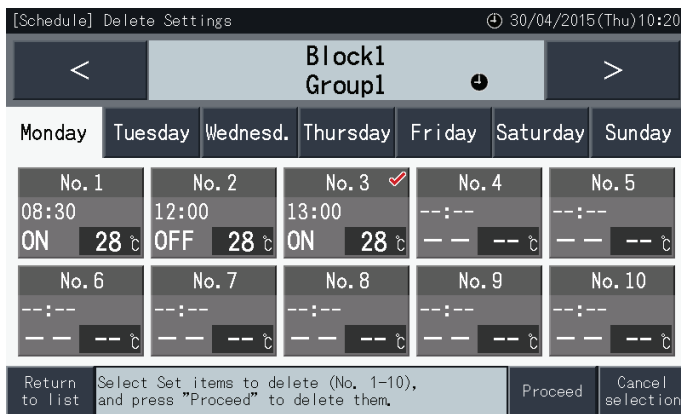 [Schedule] Delete Settings 30/04/2015(Thu)10:20
< Block1 >
Group1
Monday Tuesday Wednesd. Thursday Friday Saturday Sunday
No. 1 No. 2 No. 3 No. 4 No. 5
08:30 12:00 13:00 --:-- --:--
ON 28 ℃ OFF 28 ℃ ON 28 ℃ -- -- ℃ -- -- ℃
No. 6 No. 7 No. 8 No. 9 No. 10
--:-- --:-- --:-- --:-- --:--
-- -- ℃ -- -- ℃ -- -- ℃ -- -- ℃ -- -- ℃
Return Select Set items to delete (No. 1-10), Proceed Cancel
to list and press "Proceed" to delete them. selection